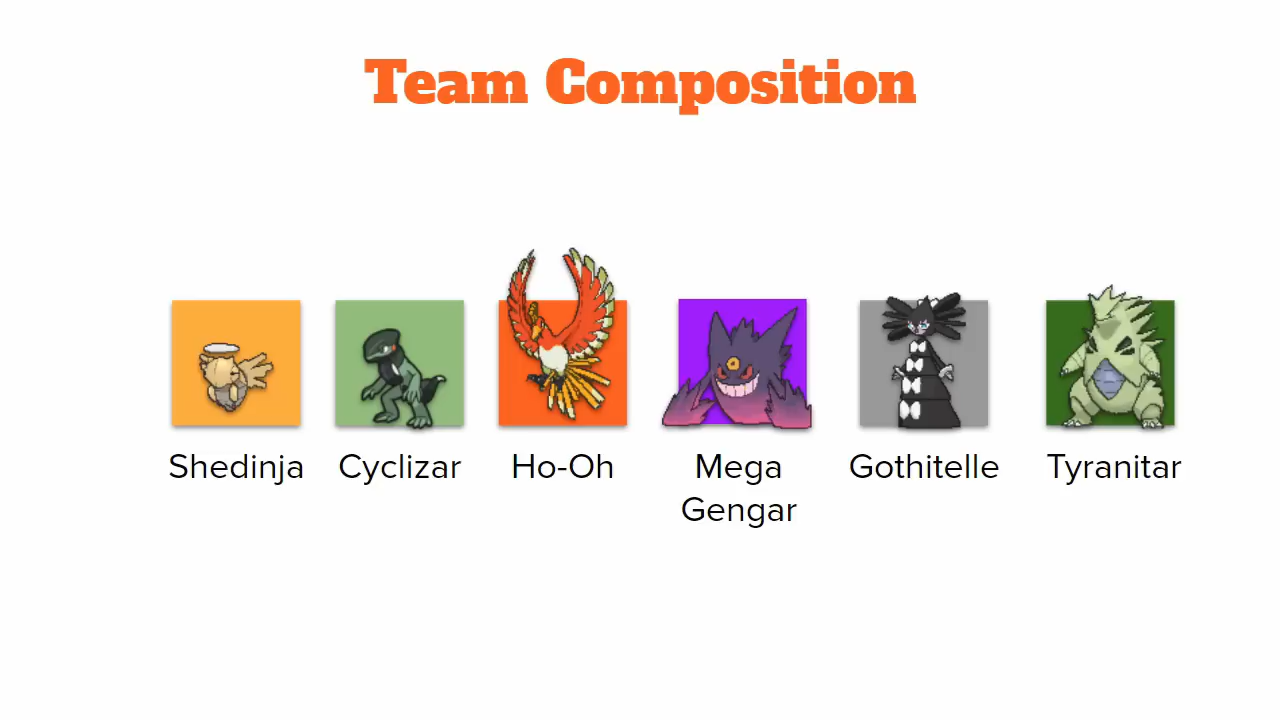 Team Composition
Shedinja
Cyclizar
Ho-Oh
Mega
Gengar
Gothitelle
Tyranitar